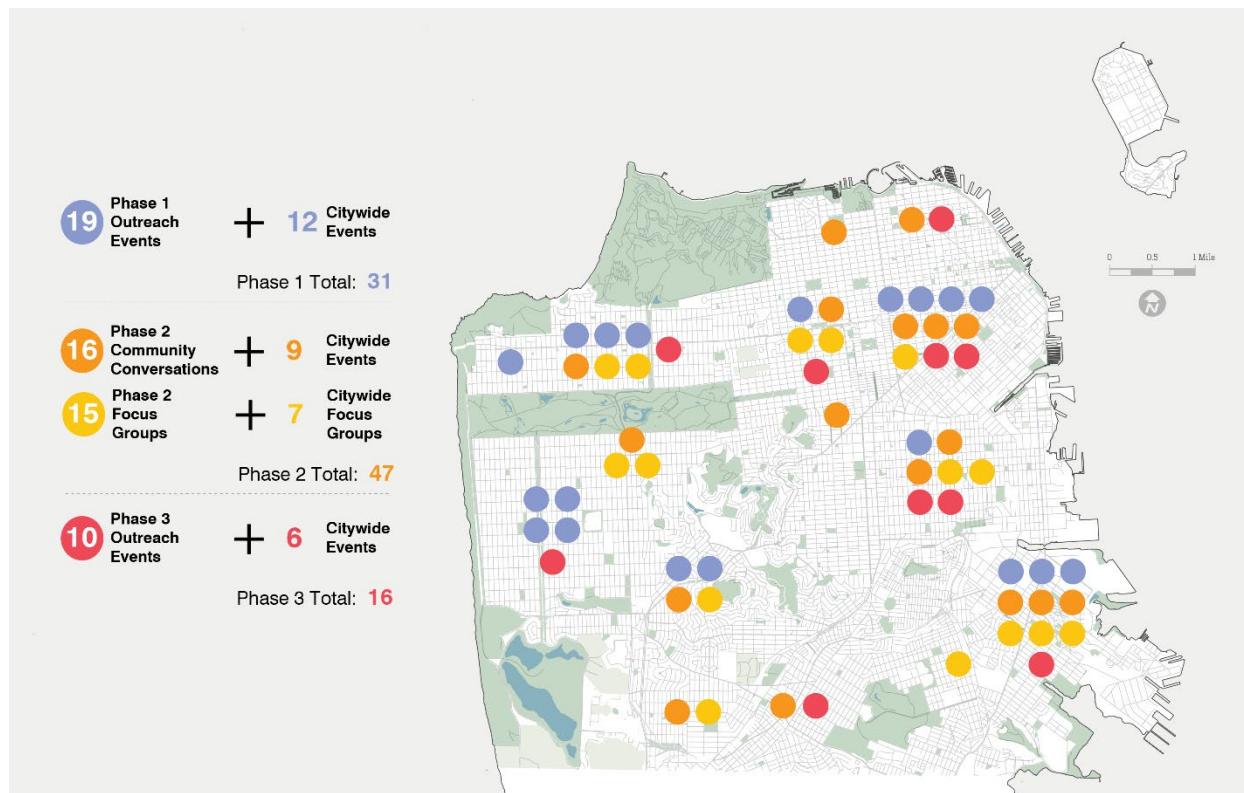 19 Phase 1 Outreach Events + 12 Citywide Events
Phase 1 Total: 31
16 Phase 2 Community Conversations + 9 Citywide Events
15 Phase 2 Focus Groups + 7 Citywide Focus Groups
Phase 2 Total: 47
10 Phase 3 Outreach Events + 6 Citywide Events
Phase 3 Total: 16
0 0.5 1 Mile
N